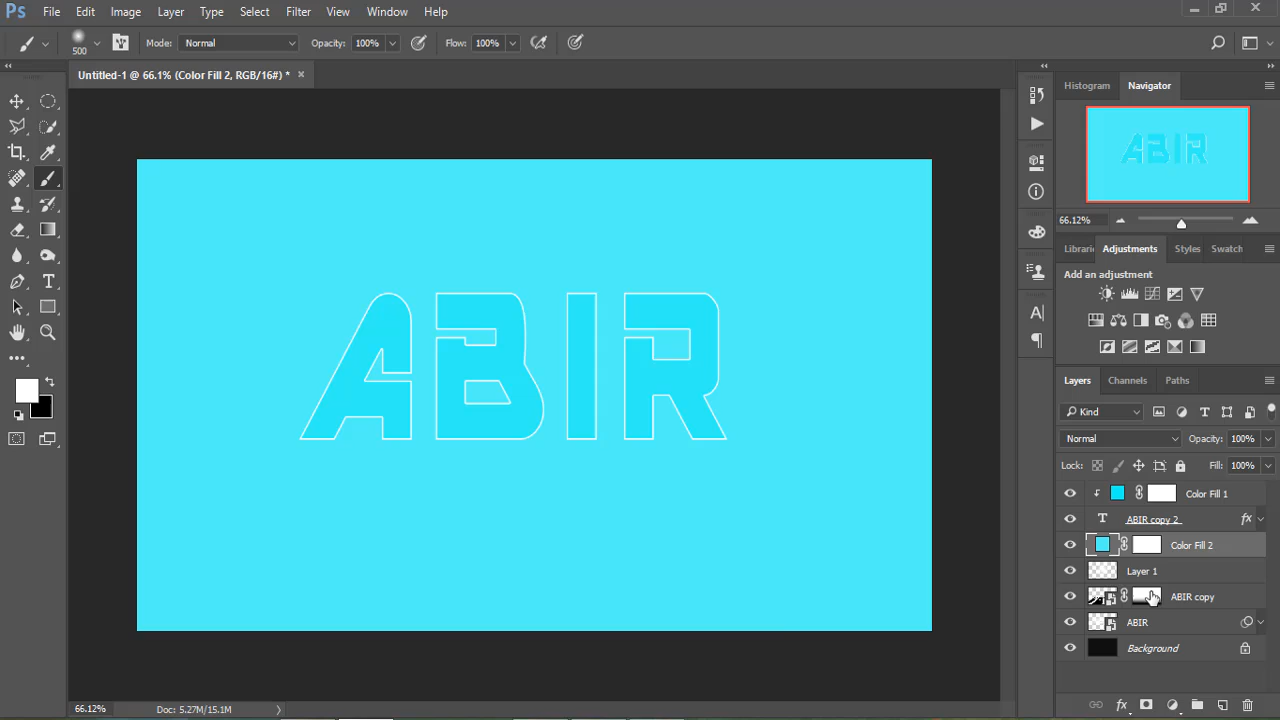 Ps File Edit Image Layer Type Select Filter View Window Help
500 Mode: Normal Opacity: 100% Flow: 100%
Untitled-1 @ 66.1% (Color Fill 2, RGB/16#) * ×
Histogram Navigator
ABIR
66.12%
Librari Adjustments Styles Swatch
Add an adjustment
ABIR
Layers Channels Paths
Kind
Normal Opacity: 100%
Lock: Fill: 100%
Color Fill 1
T ABIR copy 2 fx
Color Fill 2
Layer 1
ABIR copy
ABIR
Background
66.12% Doc: 5.27M/15.1M
fx